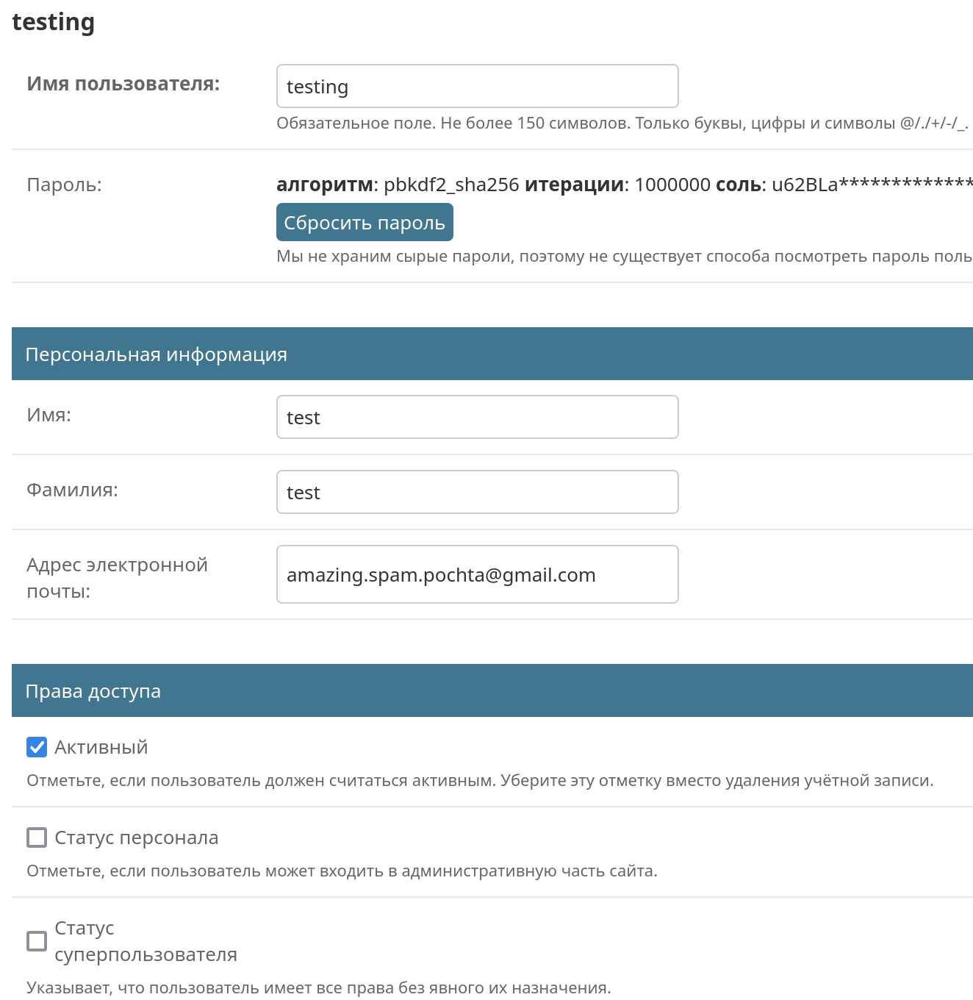 testing
Имя пользователя:
testing
Обязательное поле. Не более 150 символов. Только буквы, цифры и символы @/./+/-/_.
Пароль:
алгоритм: pbkdf2_sha256 итерации: 1000000 соль: u62BLa*************
Сбросить пароль
Мы не храним сырые пароли, поэтому не существует способа посмотреть пароль поль
Персональная информация
Имя:
test
Фамилия:
test
Адрес электронной
почты:
amazing.spam.pochta@gmail.com
Права доступа
Активный
Отметьте, если пользователь должен считаться активным. Уберите эту отметку вместо удаления учётной записи.
Статус персонала
Отметьте, если пользователь может входить в административную часть сайта.
Статус
суперпользователя
Указывает, что пользователь имеет все права без явного их назначения.